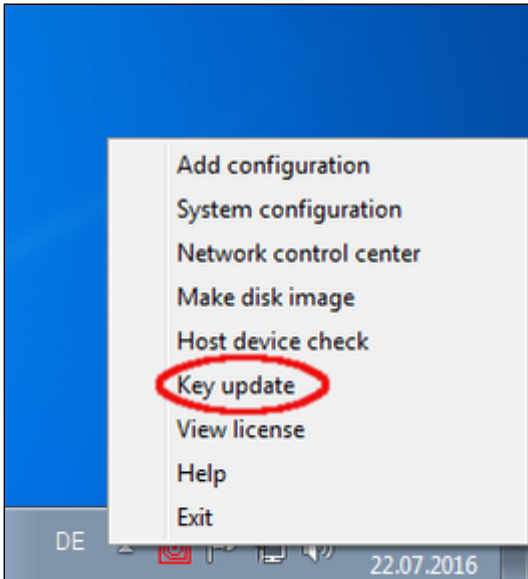 Add configuration
System configuration
Network control center
Make disk image
Host device check
Key update
View license
Help
Exit
DE
22.07.2016